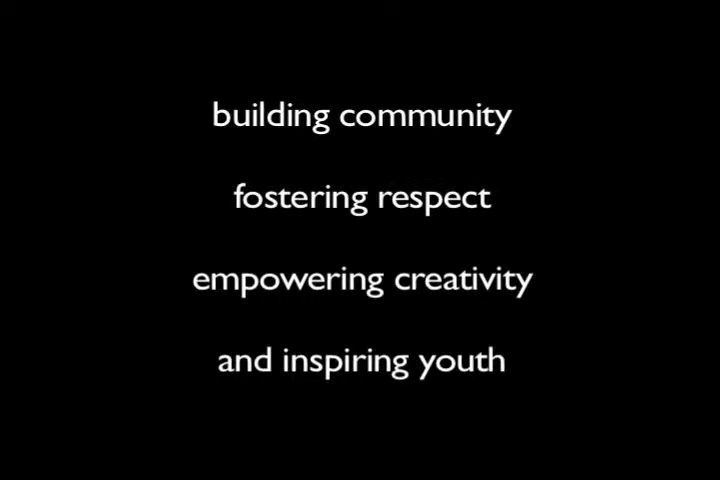 building community
fostering respect
empowering creativity
and inspiring youth